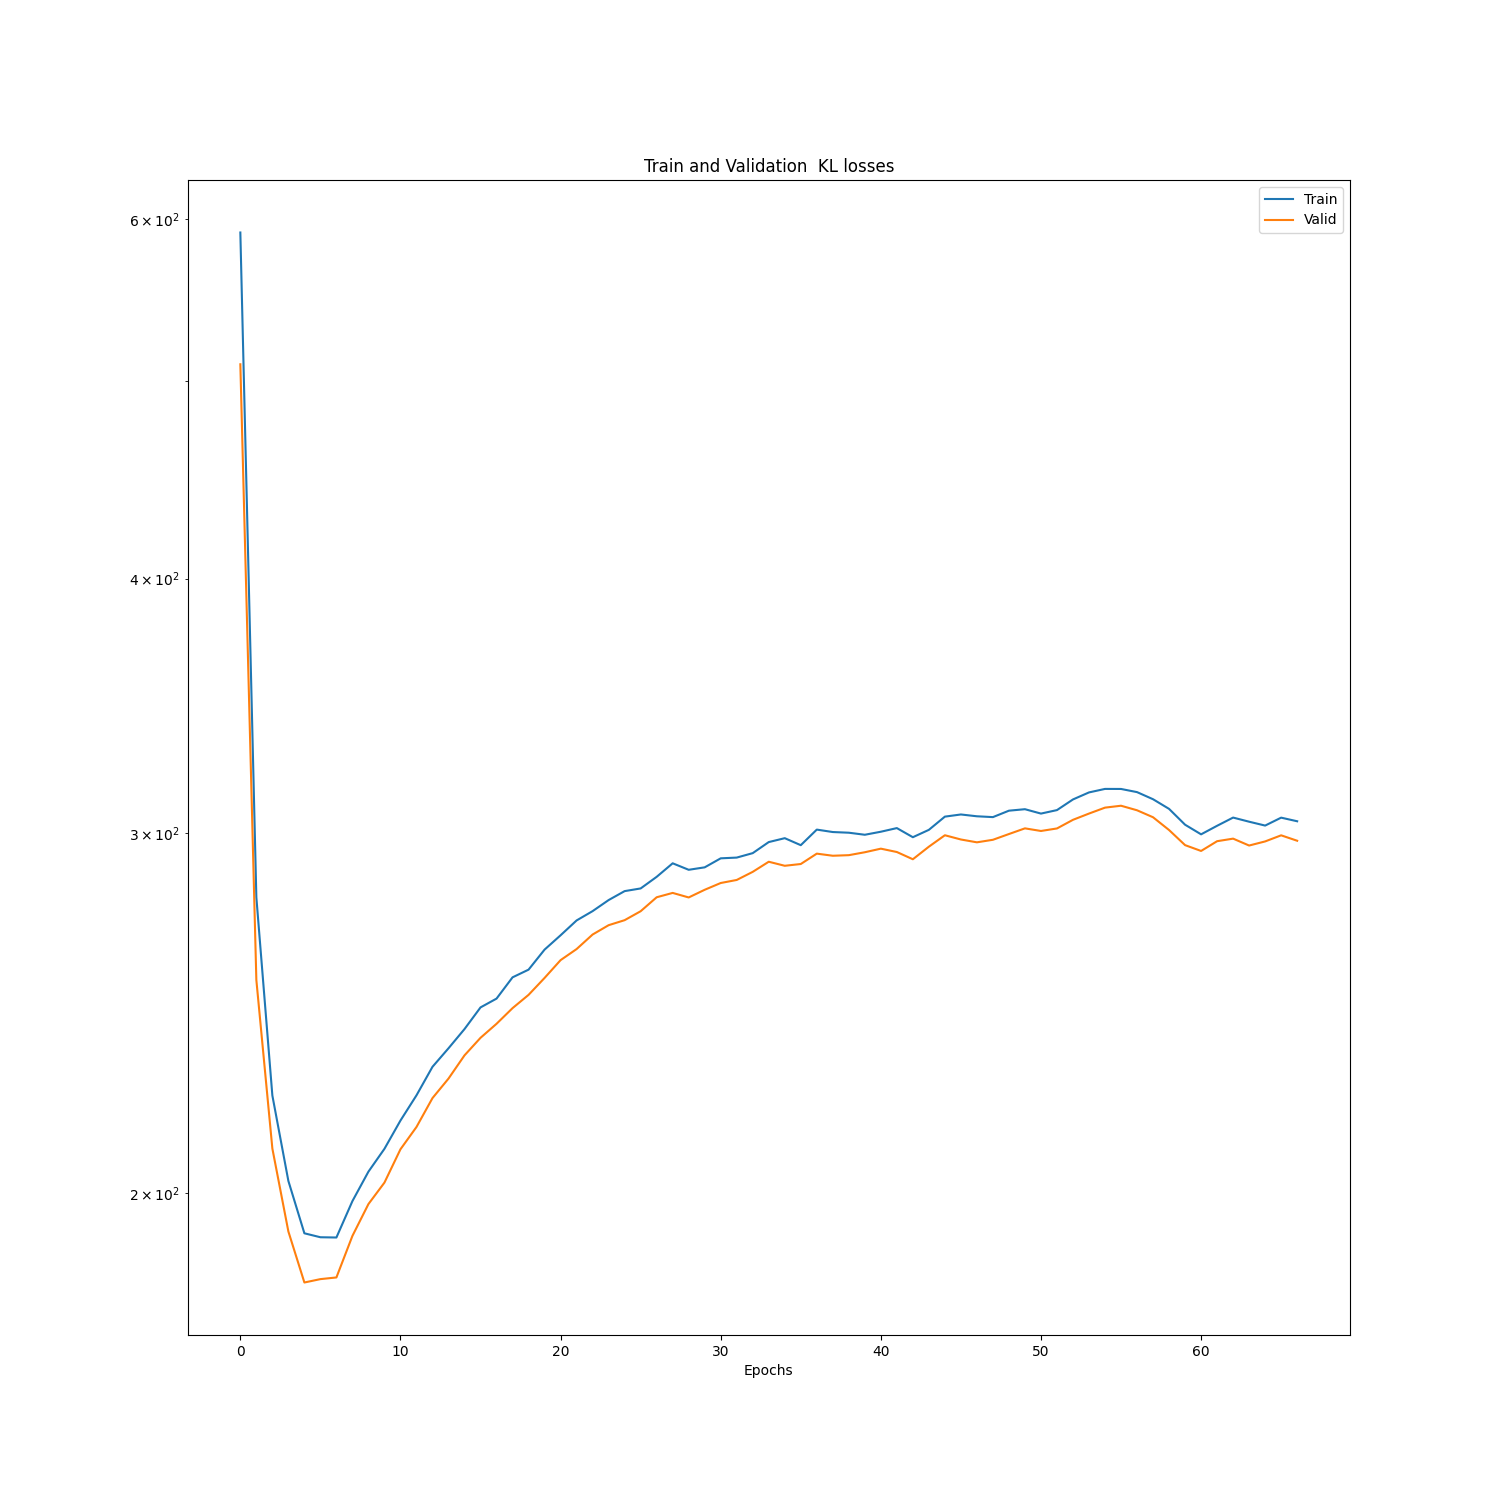 Train and Validation  KL losses
Train
Valid
6 × 10²
4 × 10²
3 × 10²
2 × 10²
0 10 20 30 40 50 60
Epochs